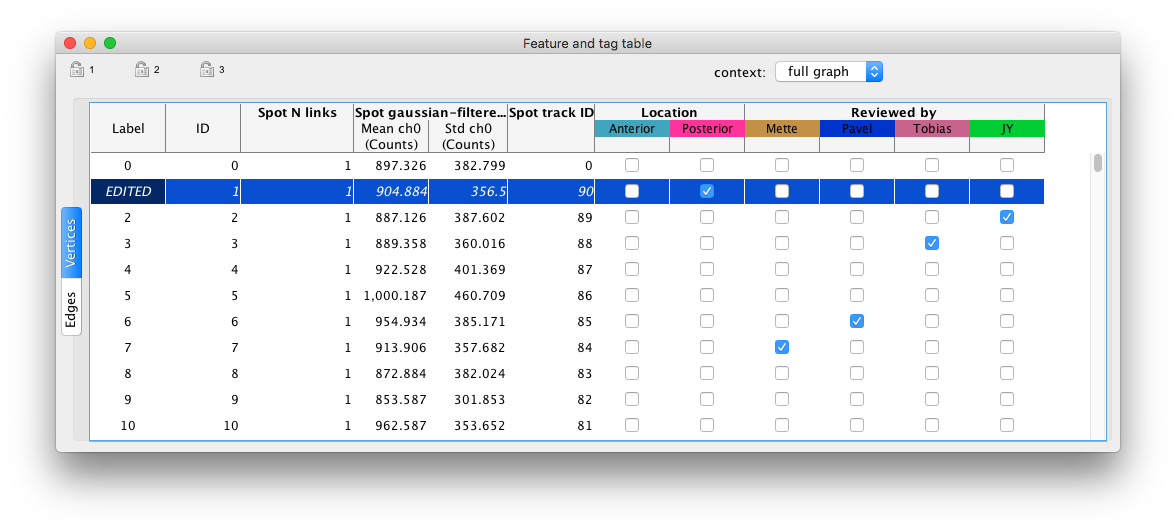 Feature and tag table
1 2 3 context: full graph
Spot N links Spot gaussian-filtere... Spot track ID Location Reviewed by
Label ID Mean ch0 Std ch0 Anterior Posterior Mette Pavel Tobias JY
(Counts) (Counts)
0 0 1 897.326 382.799 0
EDITED 1 1 904.884 356.5 90
2 2 1 887.126 387.602 89
3 3 1 889.358 360.016 88
4 4 1 922.528 401.369 87
5 5 1 1,000.187 460.709 86
6 6 1 954.934 385.171 85
7 7 1 913.906 357.682 84
8 8 1 872.884 382.024 83
9 9 1 853.587 301.853 82
10 10 1 962.587 353.652 81
Vertices
Edges